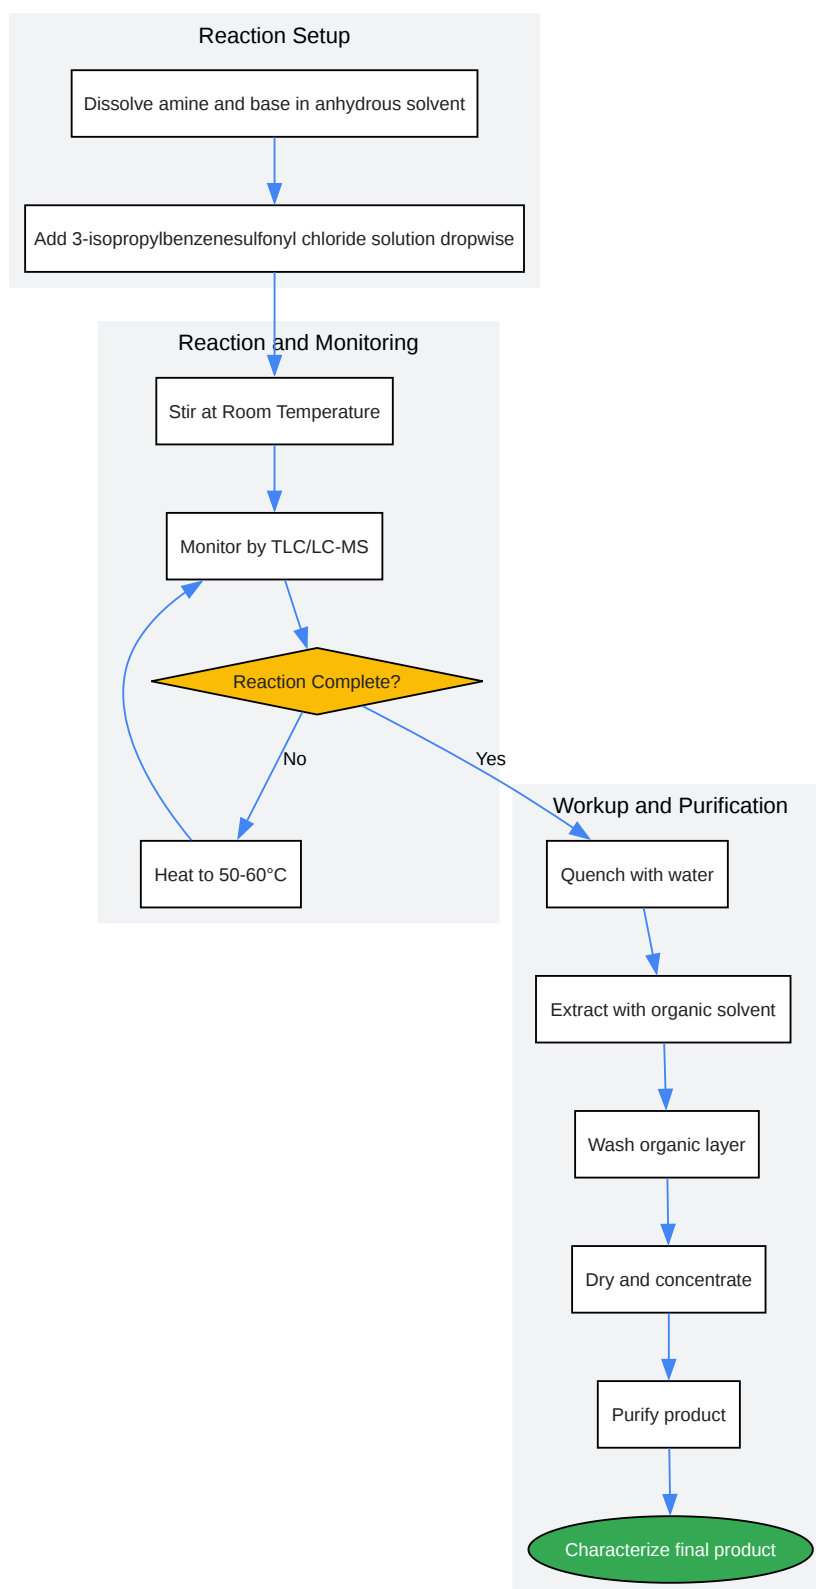 Reaction Setup
Dissolve amine and base in anhydrous solvent
Add 3-isopropylbenzenesulfonyl chloride solution dropwise
Reaction and Monitoring
Stir at Room Temperature
Monitor by TLC/LC-MS
Reaction Complete?
No
Yes
Heat to 50-60°C
Workup and Purification
Quench with water
Extract with organic solvent
Wash organic layer
Dry and concentrate
Purify product
Characterize final product